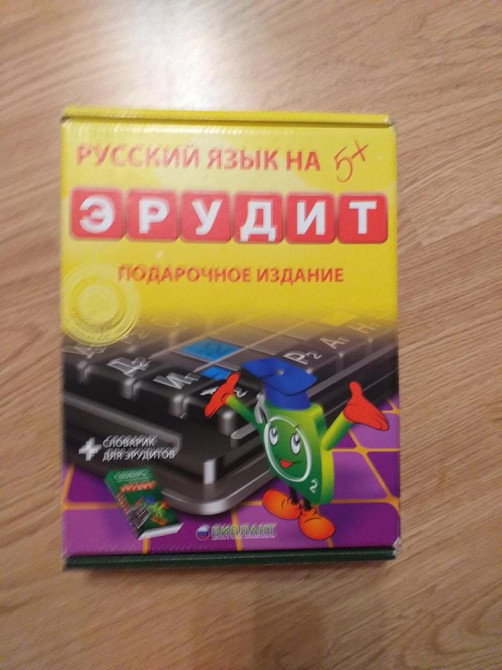 РУССКИЙ ЯЗЫК НА 5+
ЭРУДИТ
ПОДАРОЧНОЕ ИЗДАНИЕ
+ СЛОВАРИК
ДЛЯ ЭРУДИТОВ
БИПЛАНТ